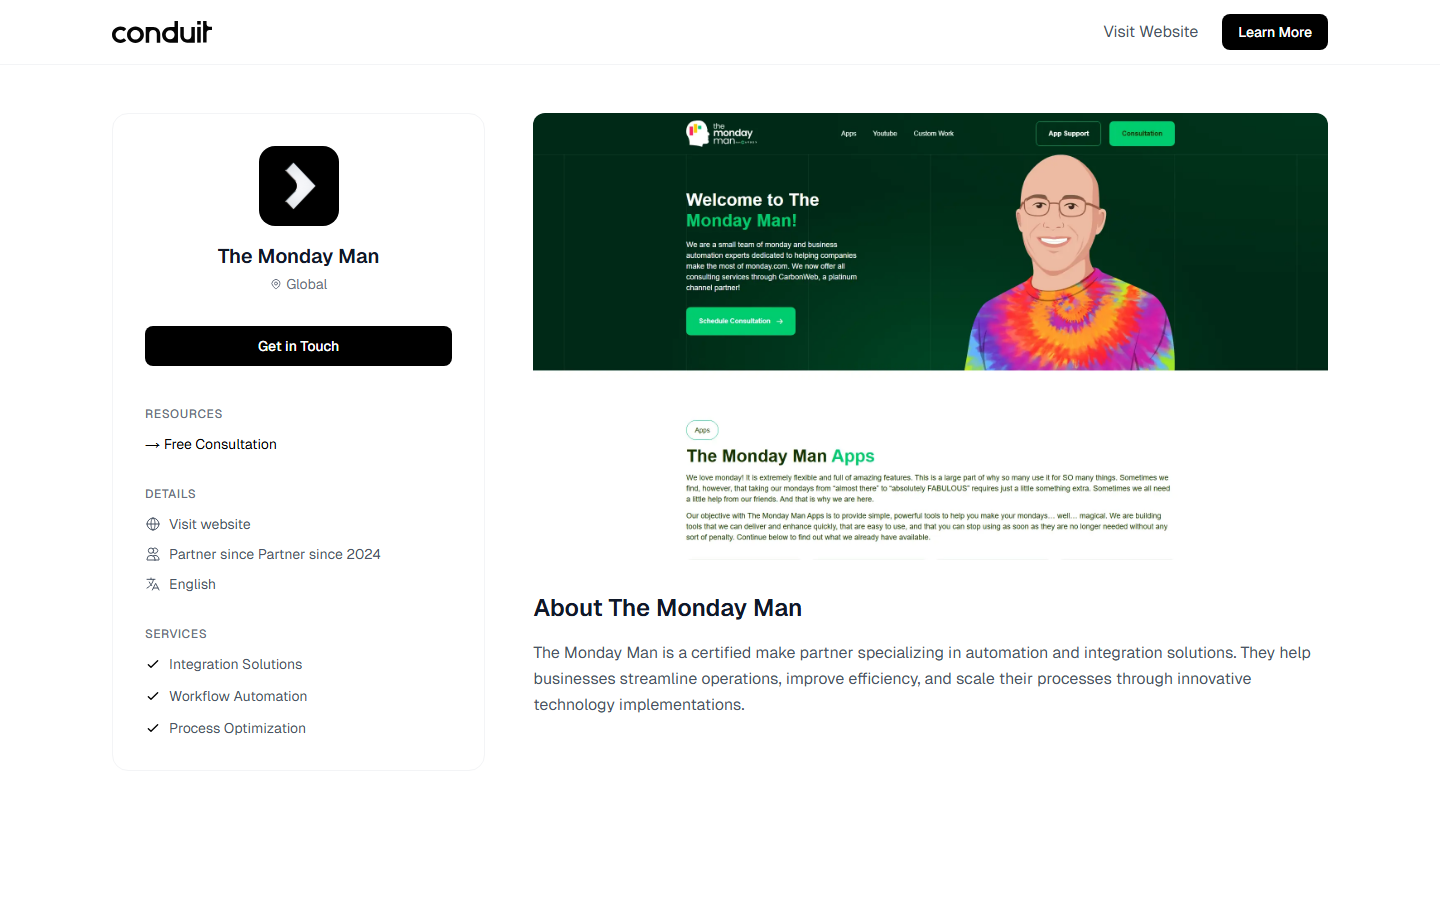 conduit
Visit Website
Learn More
The Monday Man
Global
Get in Touch
RESOURCES
→ Free Consultation
DETAILS
Visit website
Partner since Partner since 2024
English
SERVICES
Integration Solutions
Workflow Automation
Process Optimization
the
monday
man
Apps
Youtube
Custom Work
App Support
Consultation
Welcome to The
Monday Man!
We are a small team of monday and business
automation experts dedicated to helping companies
make the most of monday.com. We now offer all
consulting services through CarbonWeb, a platinum
channel partner!
Schedule Consultation →
Apps
The Monday Man Apps
We love monday! It is extremely flexible and full of amazing features. This is a large part of why so many use it for SO many things. Sometimes we
find, however, that taking our mondays from “almost there” to “absolutely FABULOUS” requires just a little something extra. Sometimes we all need
a little help from our friends. And that is why we are here.
Our objective with The Monday Man Apps is to provide simple, powerful tools to help you make your mondays... well... magical. We are building
tools that we can deliver and enhance quickly, that are easy to use, and that you can stop using as soon as they are no longer needed without any
sort of penalty. Continue below to find out what we already have available.
About The Monday Man
The Monday Man is a certified make partner specializing in automation and integration solutions. They help
businesses streamline operations, improve efficiency, and scale their processes through innovative
technology implementations.